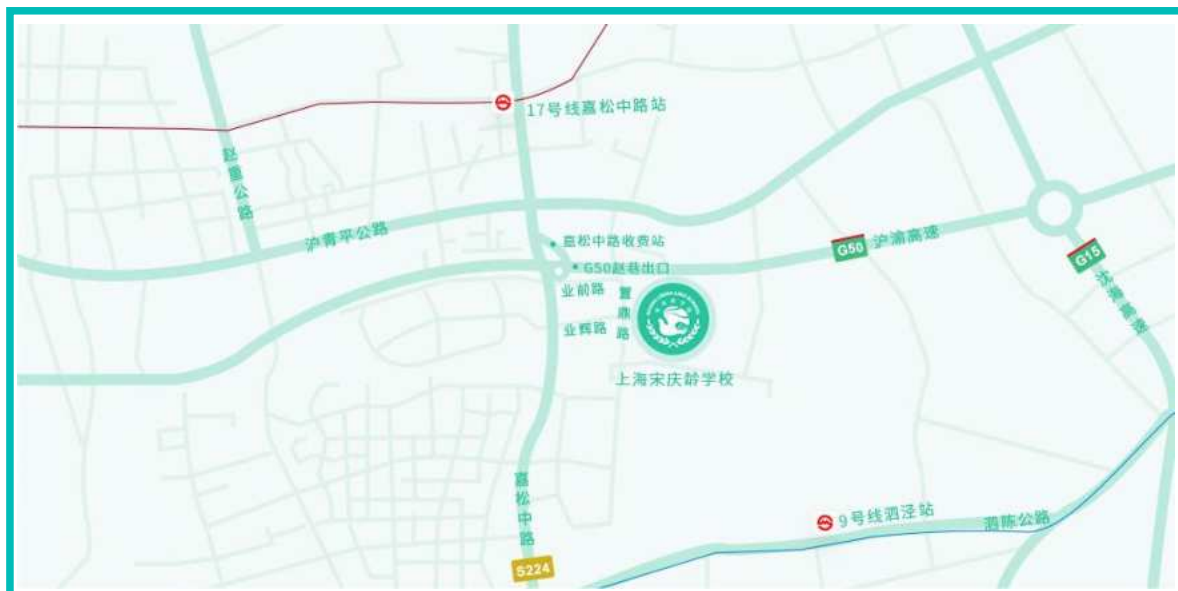 17号线嘉松中路站
赵重公路
沪青平公路
嘉松中路收费站
G50赵巷出口
G50
沪渝高速
G15
沈海高速
业前路
置鼎路
业辉路
上海宋庆龄学校
嘉松中路
S224
9号线泗泾站
泗陈公路